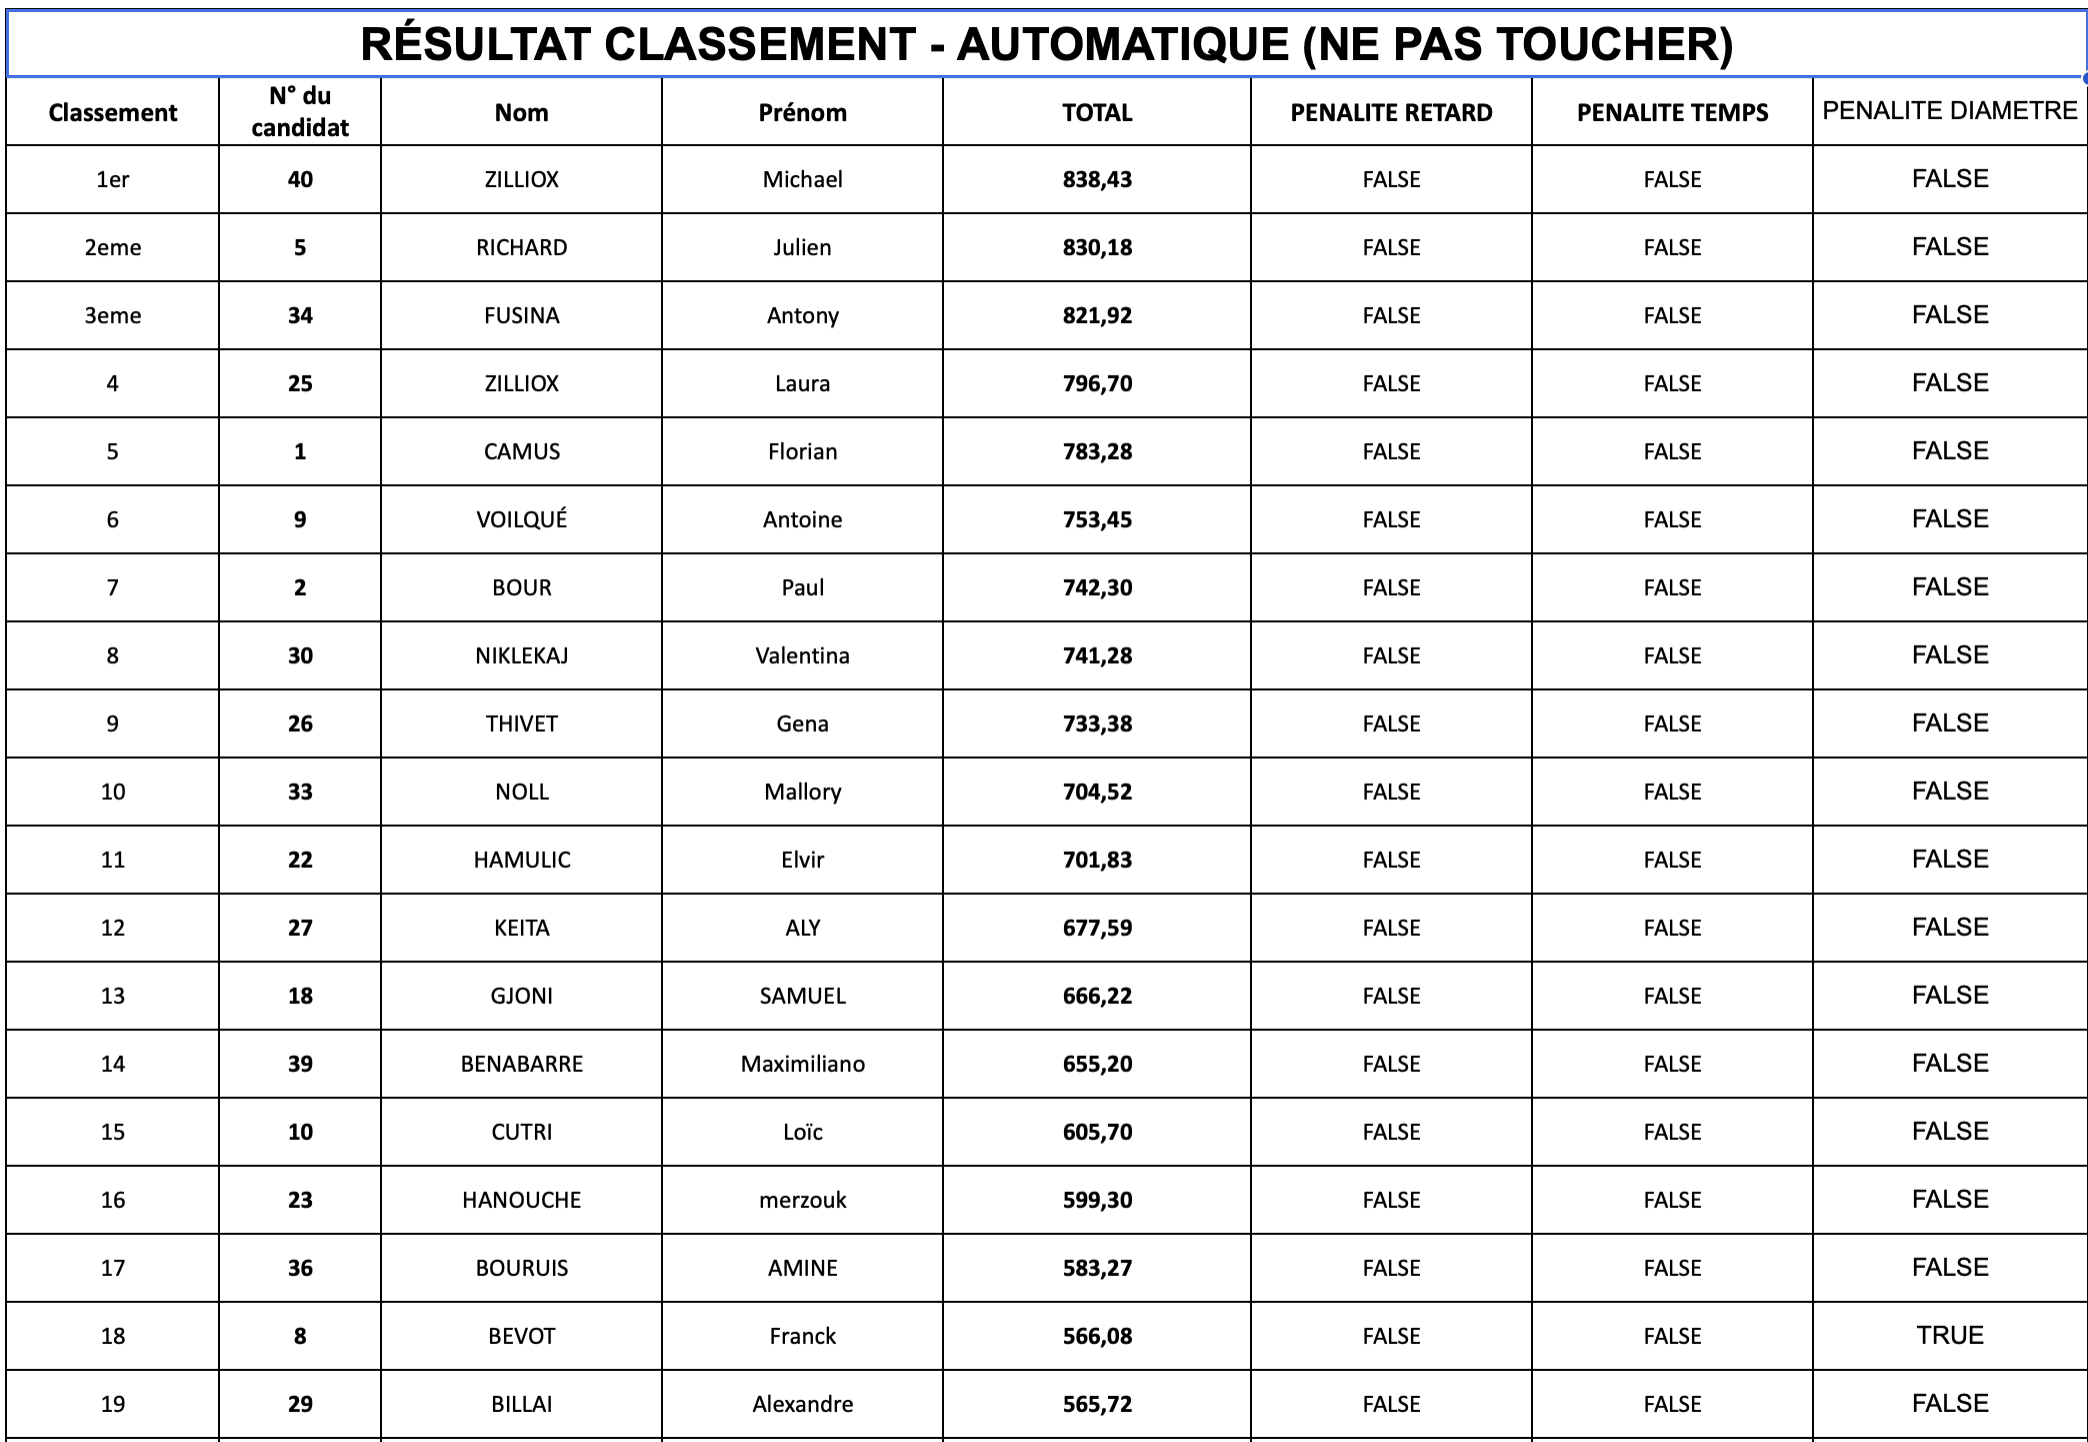 RÉSULTAT CLASSEMENT - AUTOMATIQUE (NE PAS TOUCHER)
Classement N° du candidat Nom Prénom TOTAL PENALITE RETARD PENALITE TEMPS PENALITE DIAMETRE
1er 40 ZILLIOX Michael 838,43 FALSE FALSE FALSE
2eme 5 RICHARD Julien 830,18 FALSE FALSE FALSE
3eme 34 FUSINA Antony 821,92 FALSE FALSE FALSE
4 25 ZILLIOX Laura 796,70 FALSE FALSE FALSE
5 1 CAMUS Florian 783,28 FALSE FALSE FALSE
6 9 VOILQUÉ Antoine 753,45 FALSE FALSE FALSE
7 2 BOUR Paul 742,30 FALSE FALSE FALSE
8 30 NIKLEKAJ Valentina 741,28 FALSE FALSE FALSE
9 26 THIVET Gena 733,38 FALSE FALSE FALSE
10 33 NOLL Mallory 704,52 FALSE FALSE FALSE
11 22 HAMULIC Elvir 701,83 FALSE FALSE FALSE
12 27 KEITA ALY 677,59 FALSE FALSE FALSE
13 18 GJONI SAMUEL 666,22 FALSE FALSE FALSE
14 39 BENABARRE Maximiliano 655,20 FALSE FALSE FALSE
15 10 CUTRI Loïc 605,70 FALSE FALSE FALSE
16 23 HANOUCHE merzouk 599,30 FALSE FALSE FALSE
17 36 BOURUIS AMINE 583,27 FALSE FALSE FALSE
18 8 BEVOT Franck 566,08 FALSE FALSE TRUE
19 29 BILLAI Alexandre 565,72 FALSE FALSE FALSE